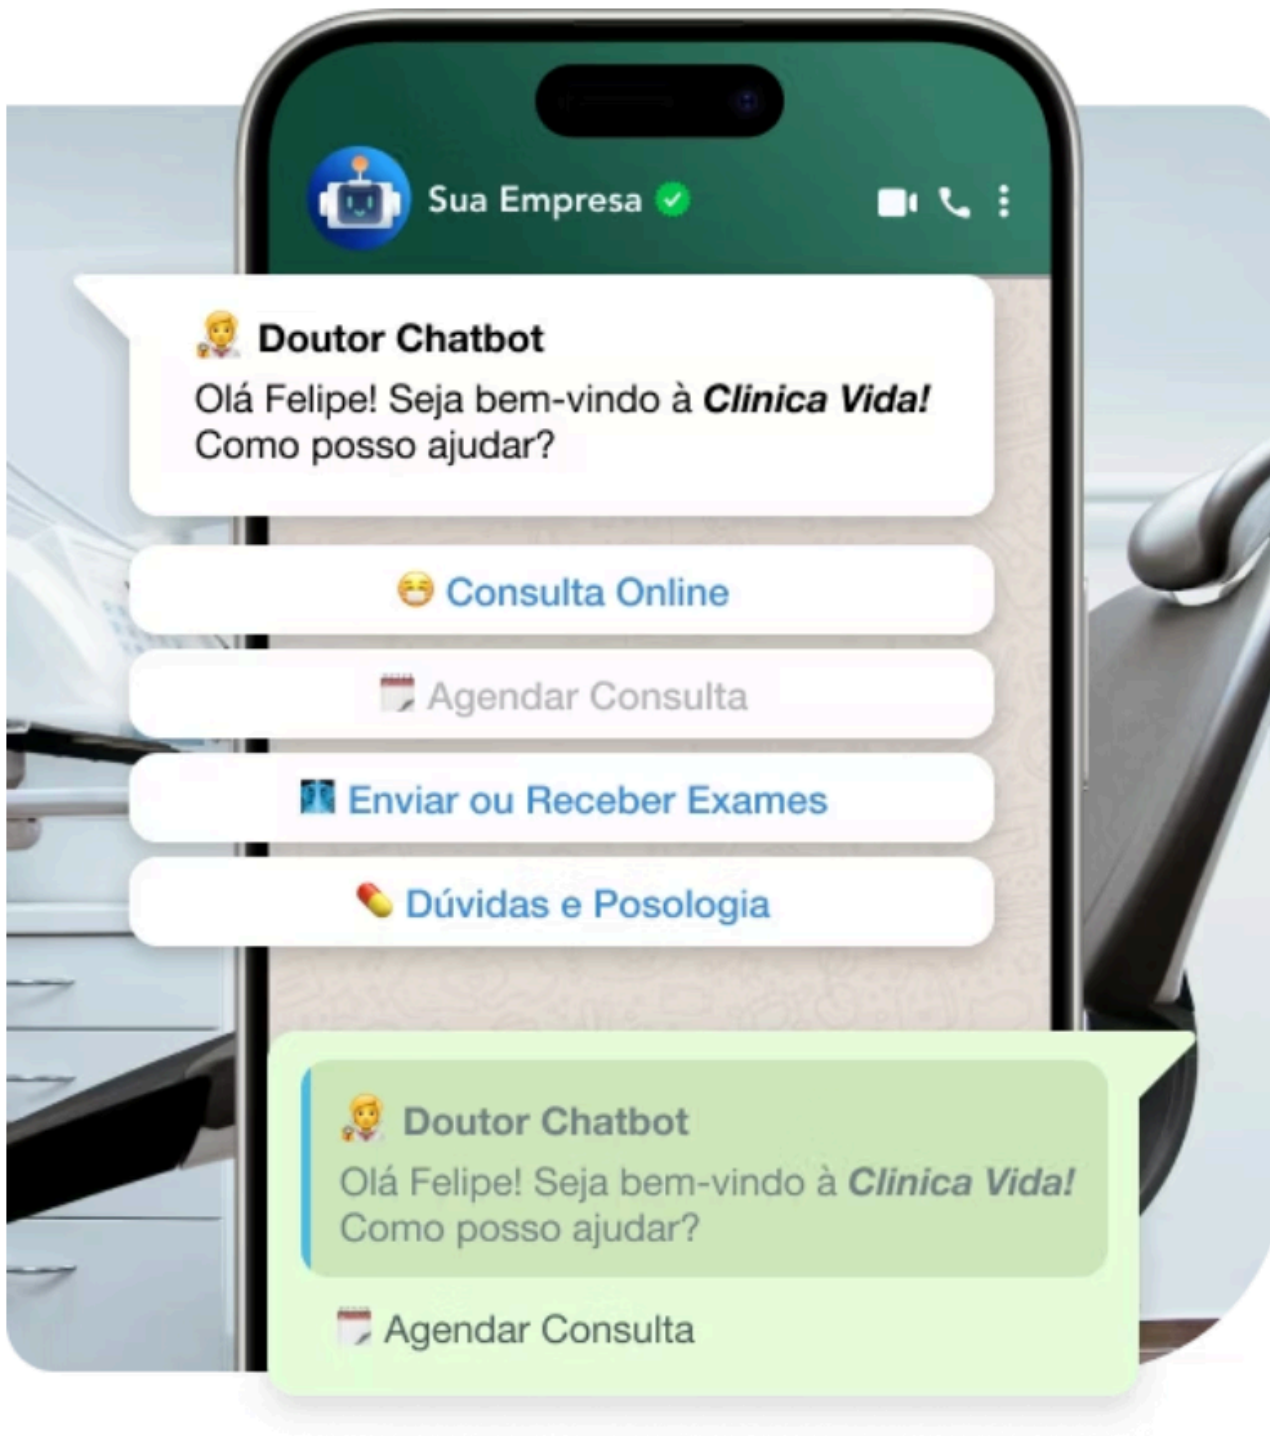 Sua Empresa
Doutor Chatbot
Olá Felipe! Seja bem-vindo à Clinica Vida!
Como posso ajudar?
Consulta Online
Agendar Consulta
Enviar ou Receber Exames
Dúvidas e Posologia
Doutor Chatbot
Olá Felipe! Seja bem-vindo à Clinica Vida!
Como posso ajudar?
Agendar Consulta